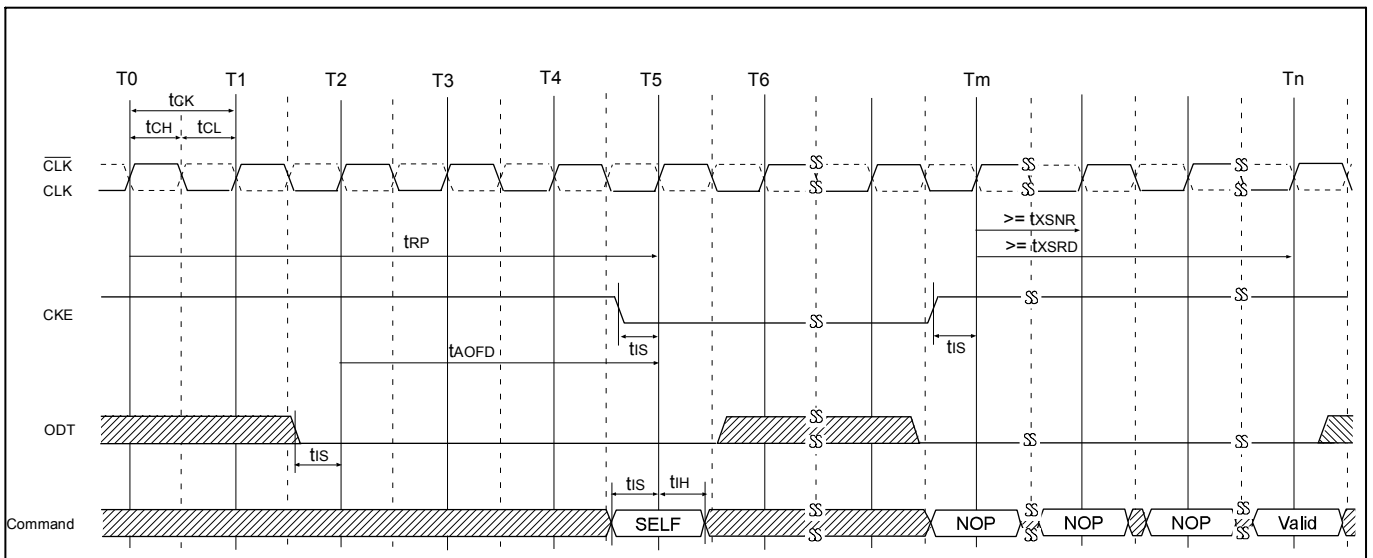 T0 T1 T2 T3 T4 T5 T6 Tm Tn
tCK
tCH tCL
CLK
CLK
>= tXSNR
tRP
>= tXSRD
CKE
tIS
tIS
tAOFD
ODT
tIS
tIS tIH
Command SELF NOP NOP NOP Valid